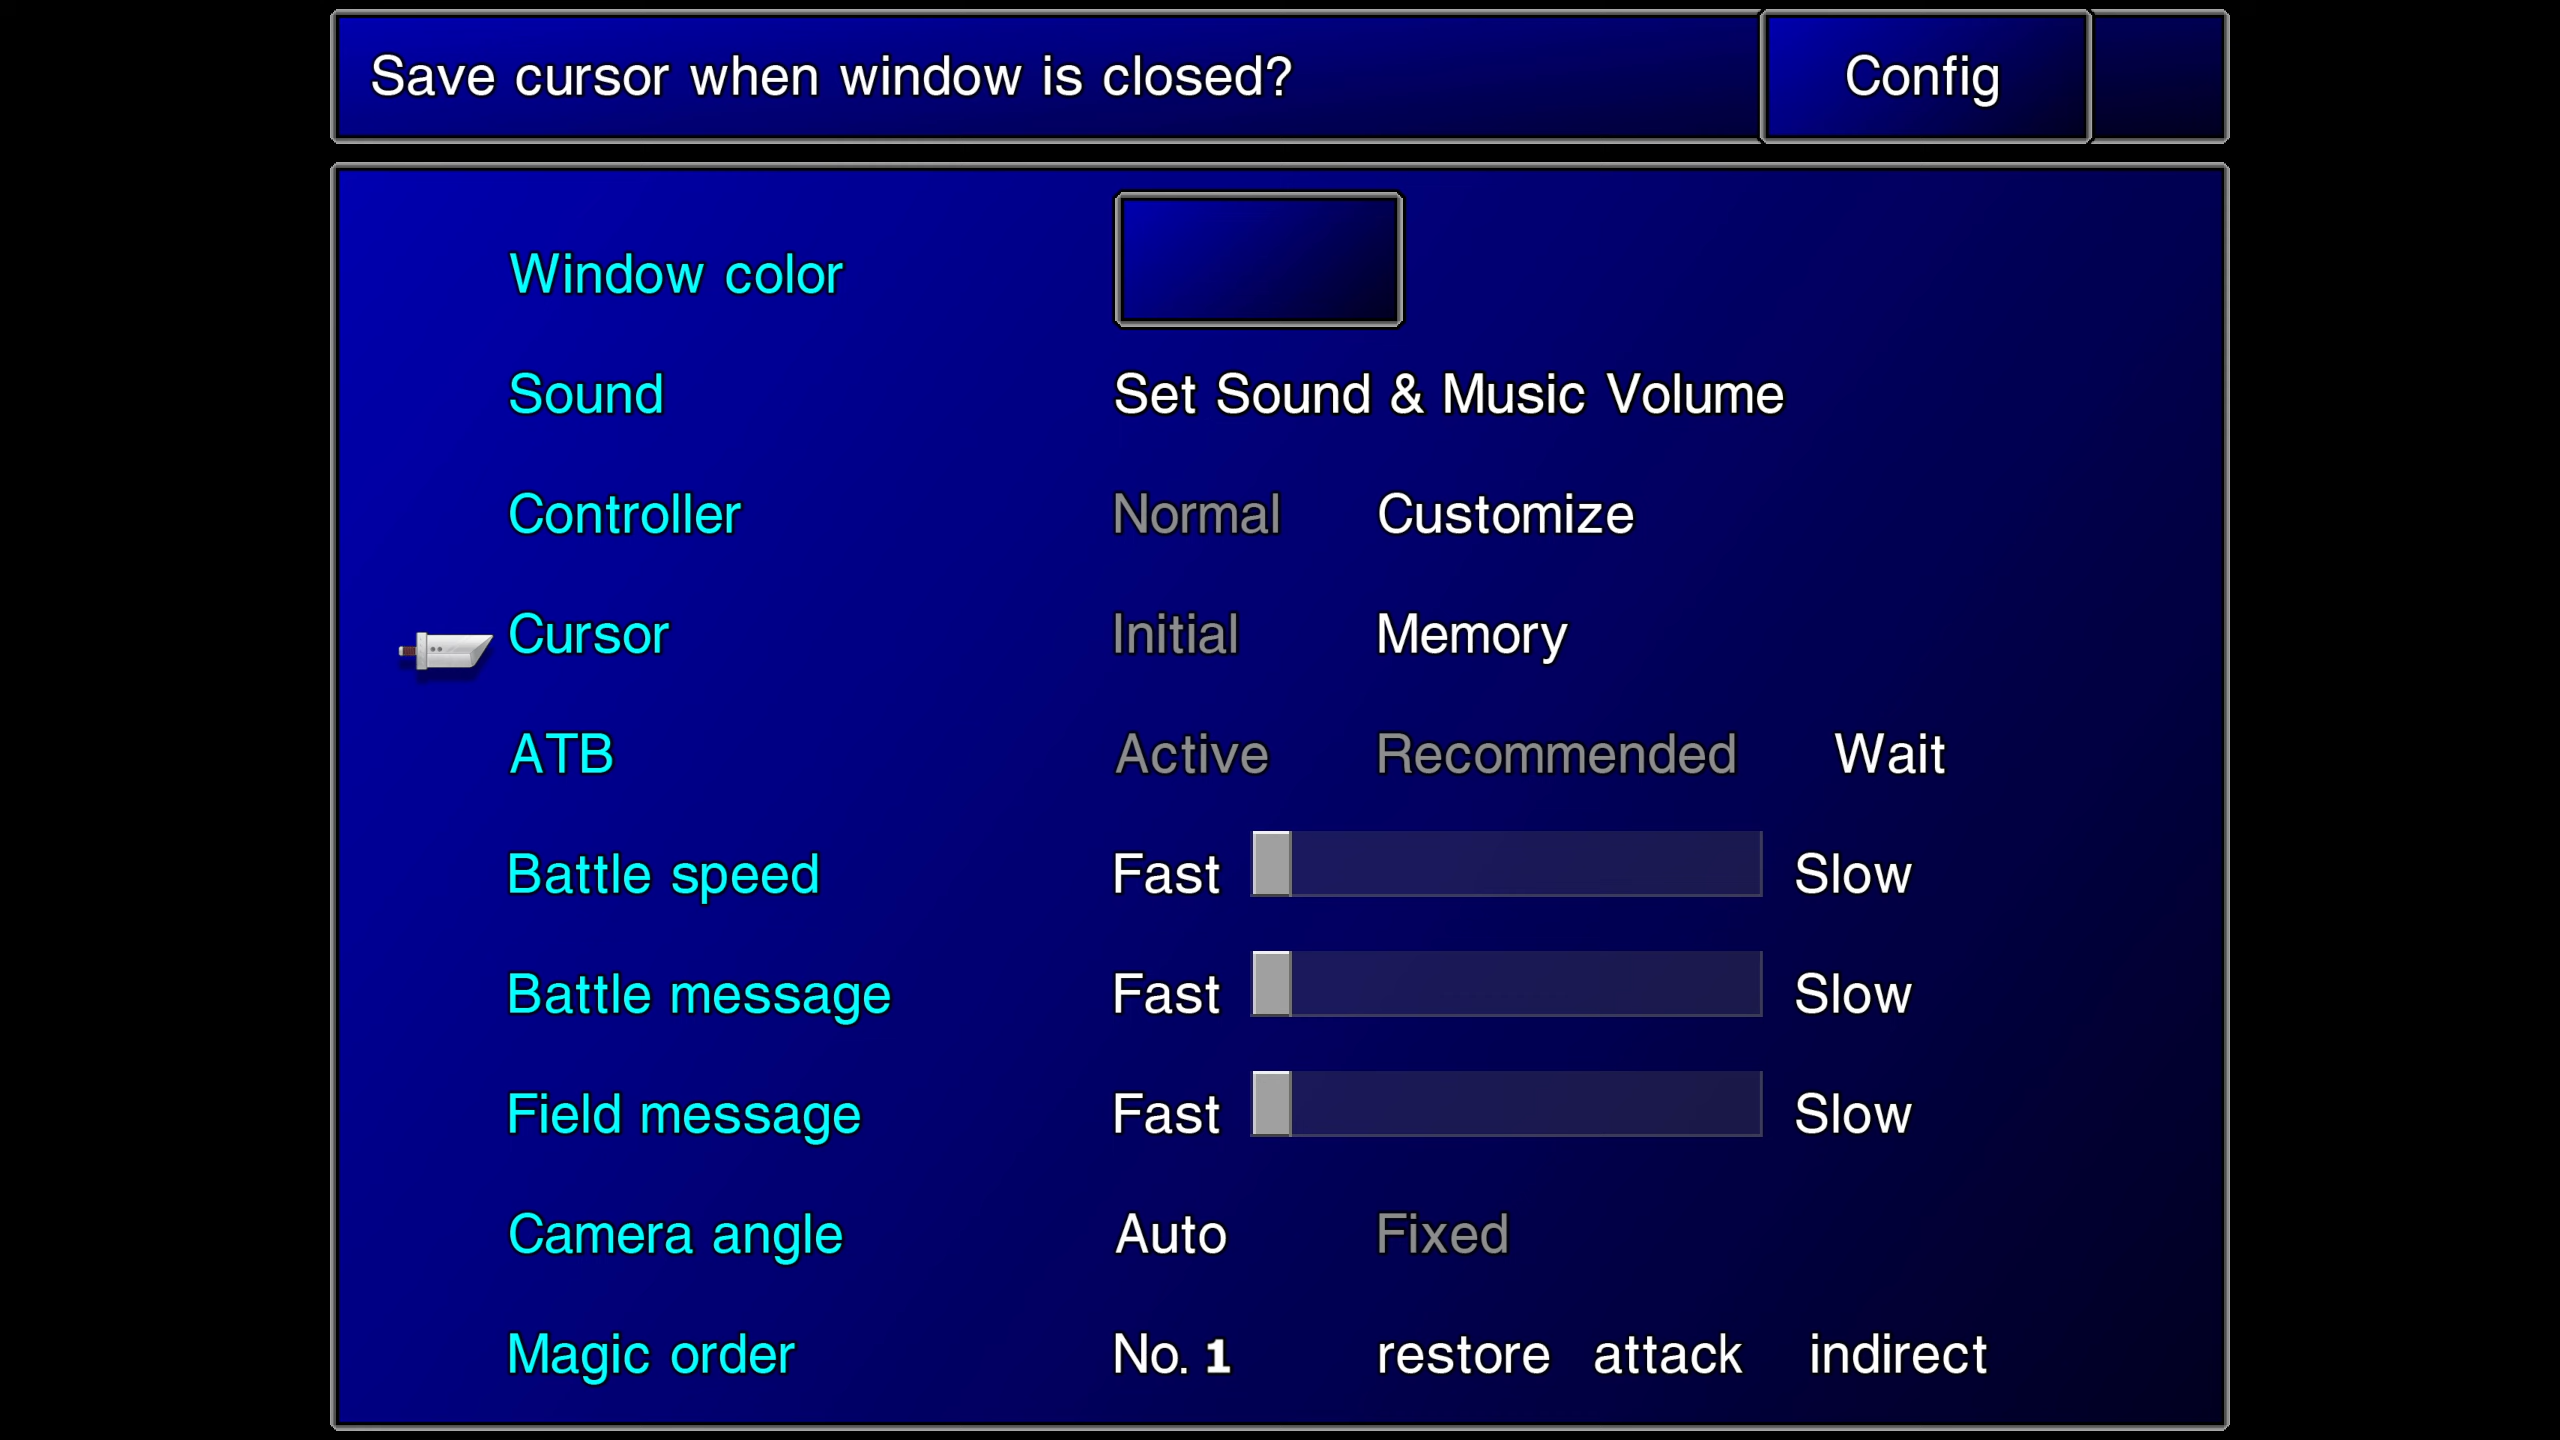 Save cursor when window is closed? Config
Window color
Sound Set Sound & Music Volume
Controller Normal Customize
Cursor Initial Memory
ATB Active Recommended Wait
Battle speed Fast Slow
Battle message Fast Slow
Field message Fast Slow
Camera angle Auto Fixed
Magic order No. 1 restore attack indirect